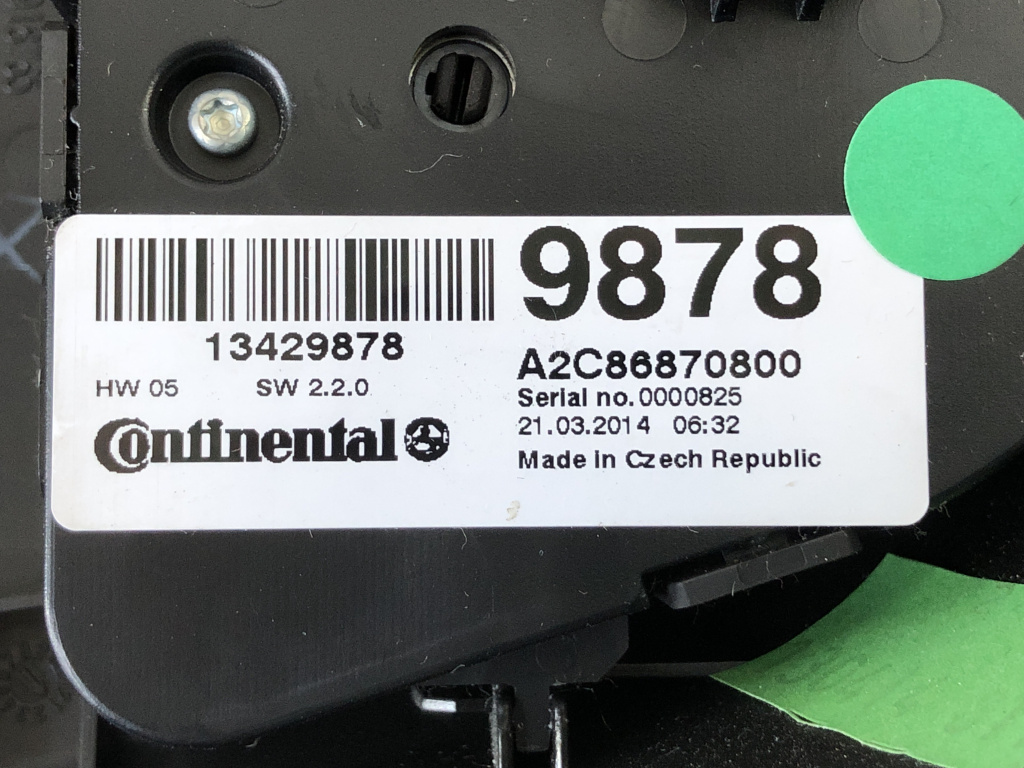 13429878
HW 05 SW 2.2.0
Continental
9878
A2C86870800
Serial no.0000825
21.03.2014 06:32
Made in Czech Republic